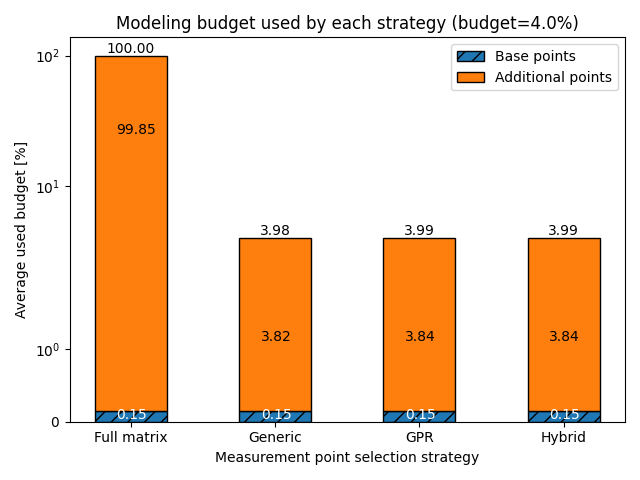 Modeling budget used by each strategy (budget=4.0%)
Base points
Additional points
Average used budget [%]
10²
10¹
10⁰
0
100.00
99.85
0.15
3.98
3.82
0.15
3.99
3.84
0.15
3.99
3.84
0.15
Full matrix
Generic
GPR
Hybrid
Measurement point selection strategy